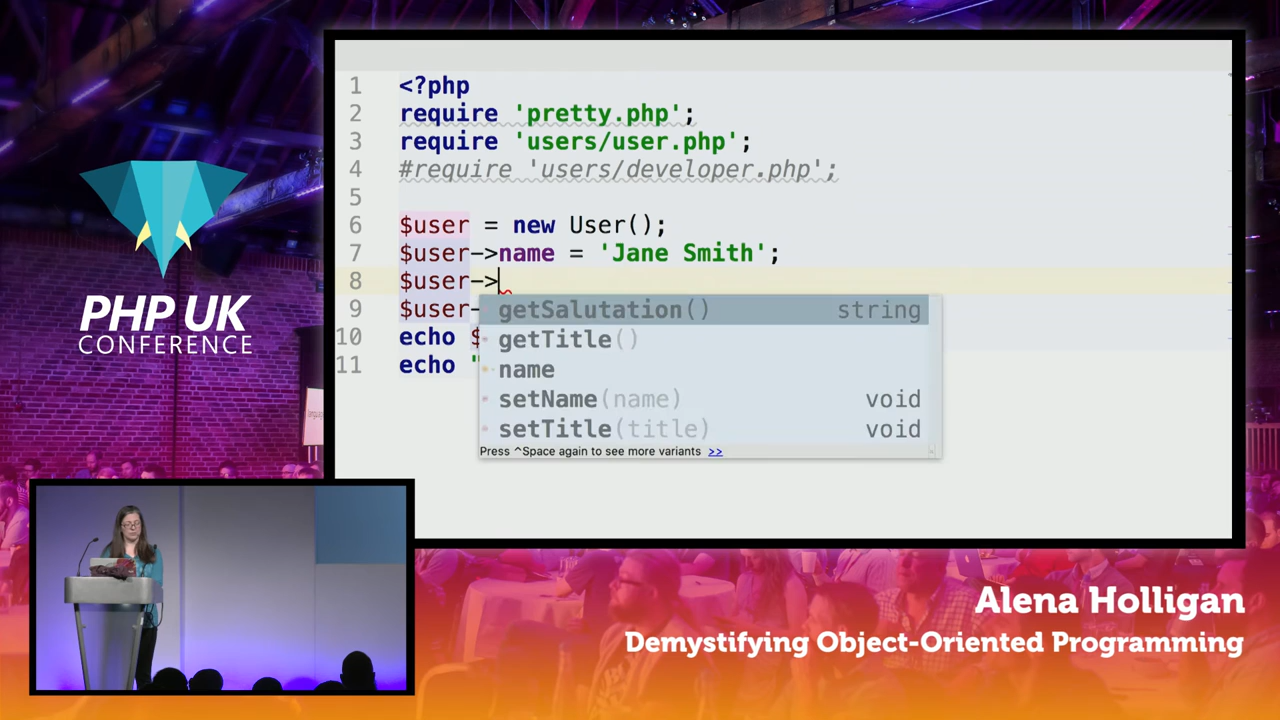 1 <?php
2 require 'pretty.php';
3 require 'users/user.php';
4 #require 'users/developer.php';
5
6 $user = new User();
7 $user->name = 'Jane Smith';
8 $user->
9 $user-
10 echo $
11 echo "
getSalutation() string
getTitle()
name
setName(name) void
setTitle(title) void
Press ^Space again to see more variants >>
PHP UK
CONFERENCE
Alena Holligan
Demystifying Object-Oriented Programming